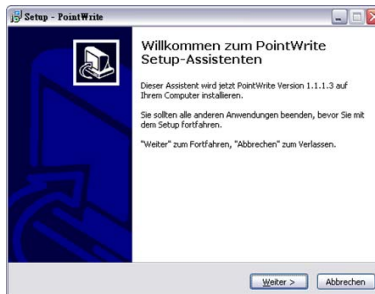 Setup - PointWrite
Willkommen zum PointWrite
Setup-Assistenten
Dieser Assistent wird jetzt PointWrite Version 1.1.1.3 auf
Ihrem Computer installieren.
Sie sollten alle anderen Anwendungen beenden, bevor Sie mit
dem Setup fortfahren.
"Weiter" zum Fortfahren, "Abbrechen" zum Verlassen.
Weiter > Abbrechen